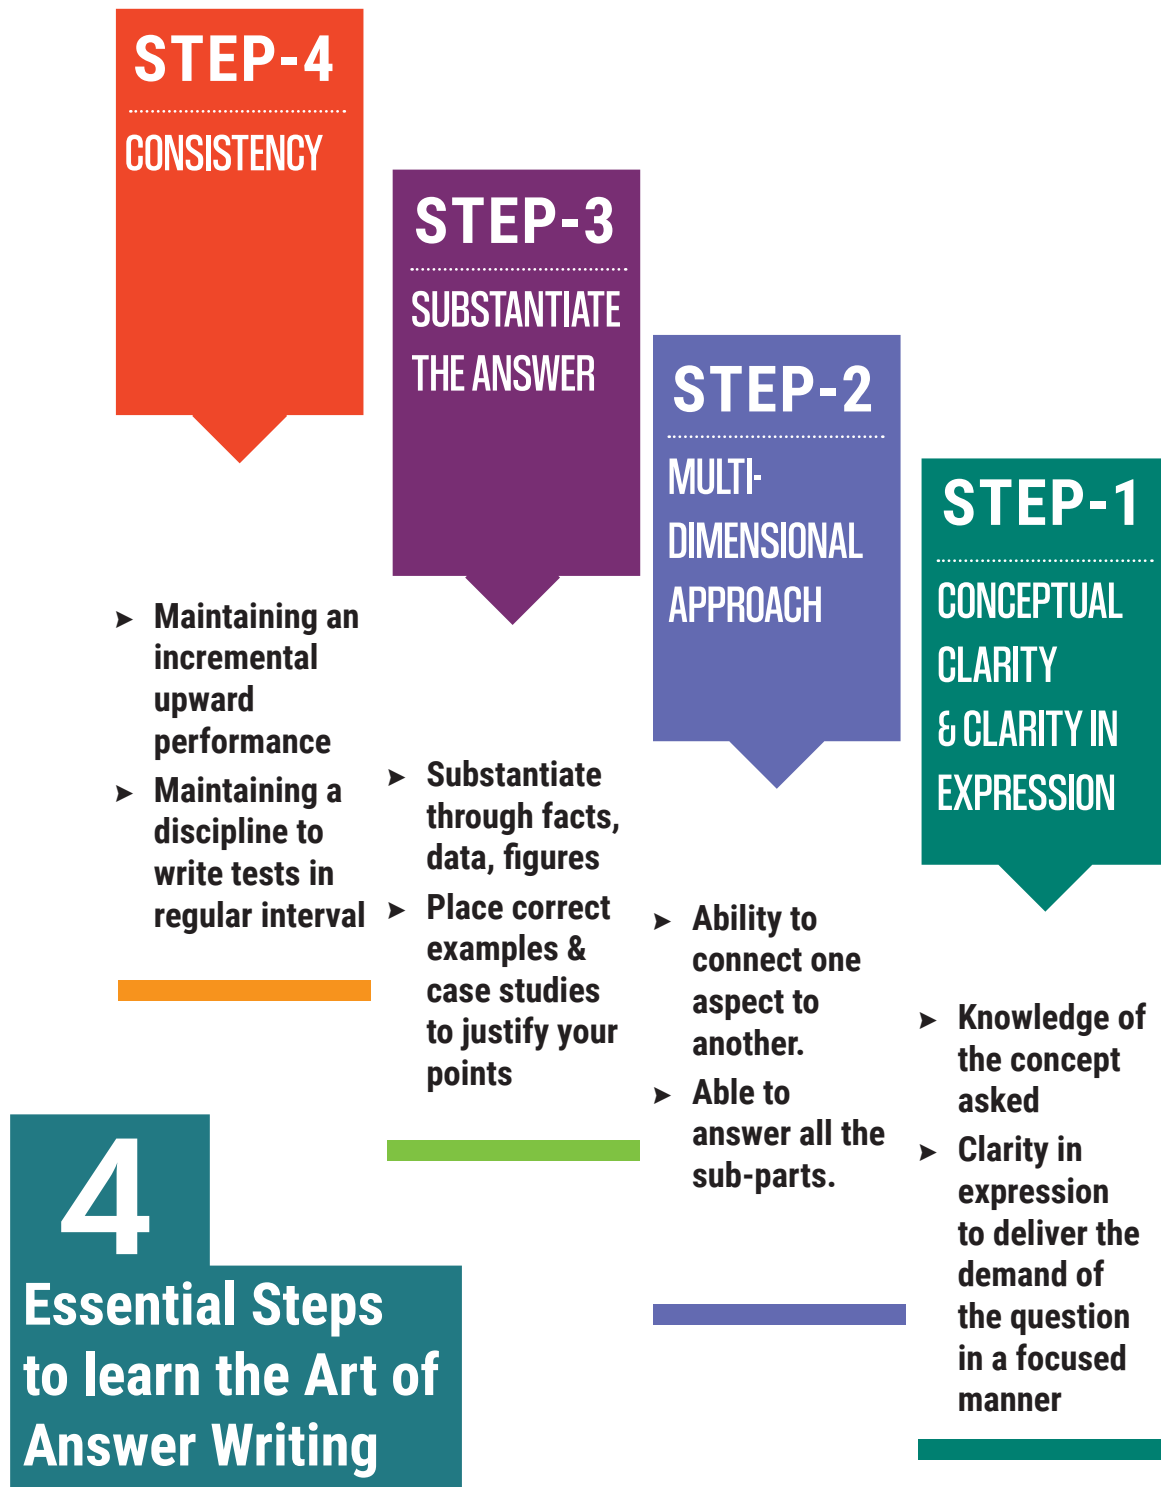 STEP-4
CONSISTENCY
➤ Maintaining an
incremental
upward
performance
➤ Maintaining a
discipline to
write tests in
regular interval
STEP-3
SUBSTANTIATE
THE ANSWER
➤ Substantiate
through facts,
data, figures
➤ Place correct
examples &
case studies
to justify your
points
STEP-2
MULTI-
DIMENSIONAL
APPROACH
➤ Ability to
connect one
aspect to
another.
➤ Able to
answer all the
sub-parts.
STEP-1
CONCEPTUAL
CLARITY
& CLARITY IN
EXPRESSION
➤ Knowledge of
the concept
asked
➤ Clarity in
expression
to deliver the
demand of
the question
in a focused
manner
4
Essential Steps
to learn the Art of
Answer Writing